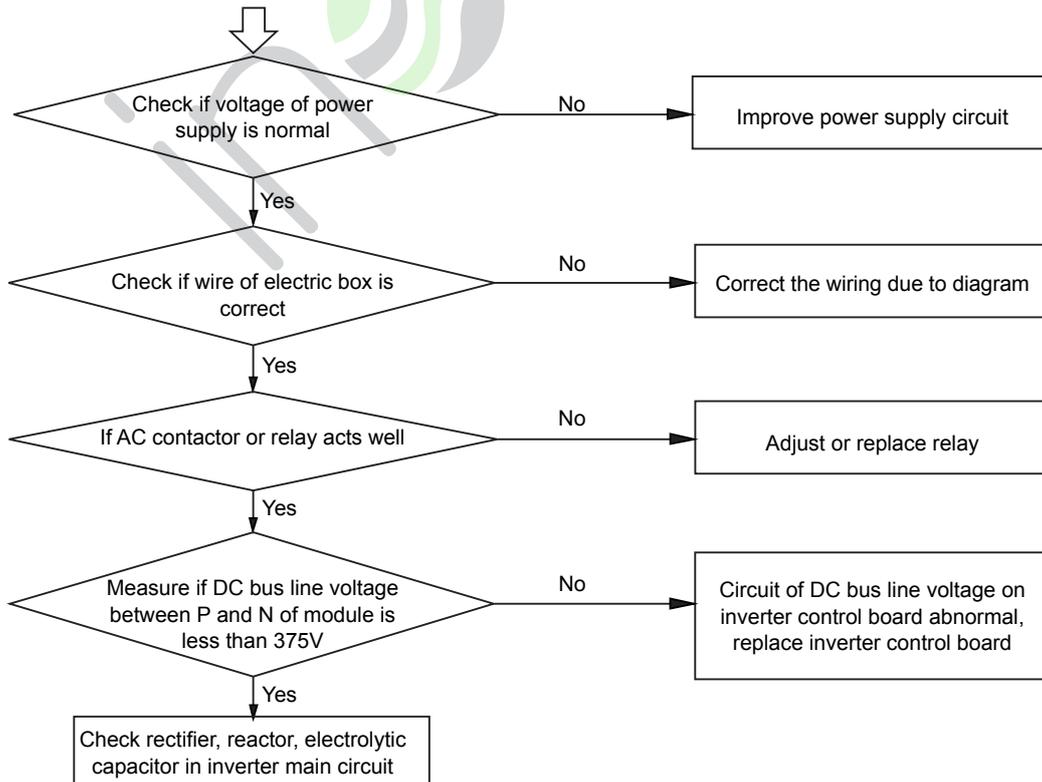 Check if voltage of power
supply is normal
No
Improve power supply circuit
Yes
Check if wire of electric box is
correct
No
Correct the wiring due to diagram
Yes
If AC contactor or relay acts well
No
Adjust or replace relay
Yes
Measure if DC bus line voltage
between P and N of module is
less than 375V
No
Circuit of DC bus line voltage on
inverter control board abnormal,
replace inverter control board
Yes
Check rectifier, reactor, electrolytic
capacitor in inverter main circuit